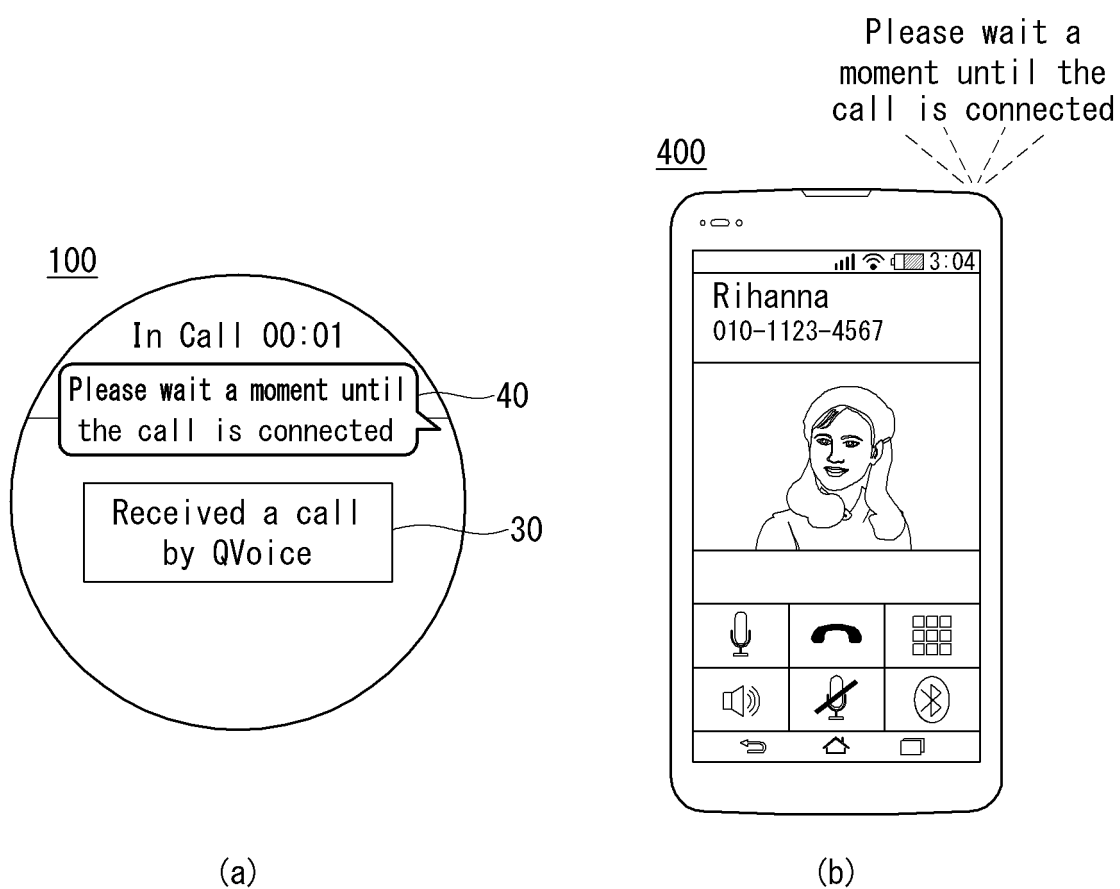 100
In Call 00:01
Please wait a moment until
the call is connected
40
Received a call
by QVoice
30
(a)
Please wait a
moment until the
call is connected
400
3:04
Rihanna
010-1123-4567
(b)